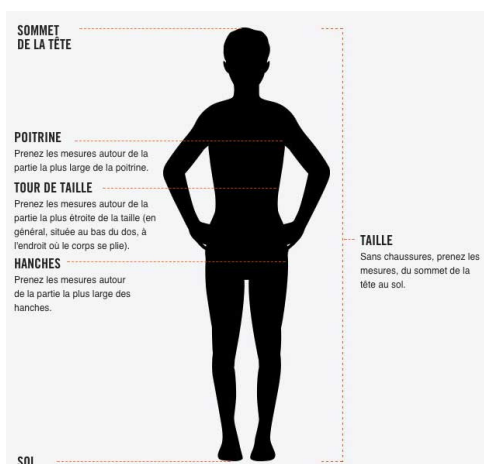 SOMMET
DE LA TÊTE
POITRINE
Prenez les mesures autour de la
partie la plus large de la poitrine.
TOUR DE TAILLE
Prenez les mesures autour de la
partie la plus étroite de la taille (en
général, située au bas du dos, à
l'endroit où le corps se plie).
HANCHES
Prenez les mesures autour
de la partie la plus large des
hanches.
SOL
TAILLE
Sans chaussures, prenez les
mesures, du sommet de la
tête au sol.